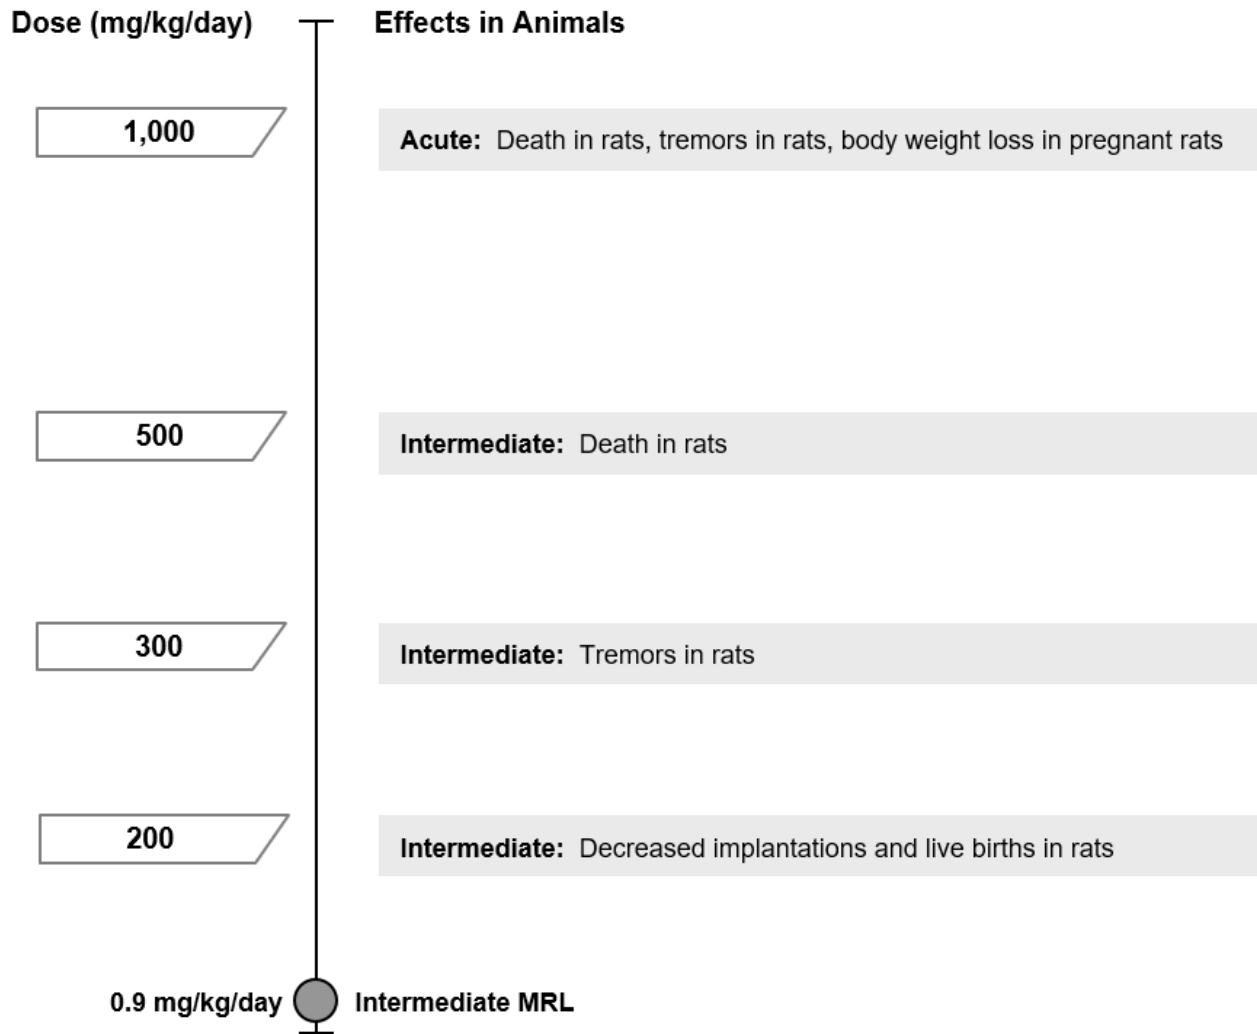 Dose (mg/kg/day) Effects in Animals
1,000 Acute: Death in rats, tremors in rats, body weight loss in pregnant rats
500 Intermediate: Death in rats
300 Intermediate: Tremors in rats
200 Intermediate: Decreased implantations and live births in rats
0.9 mg/kg/day Intermediate MRL